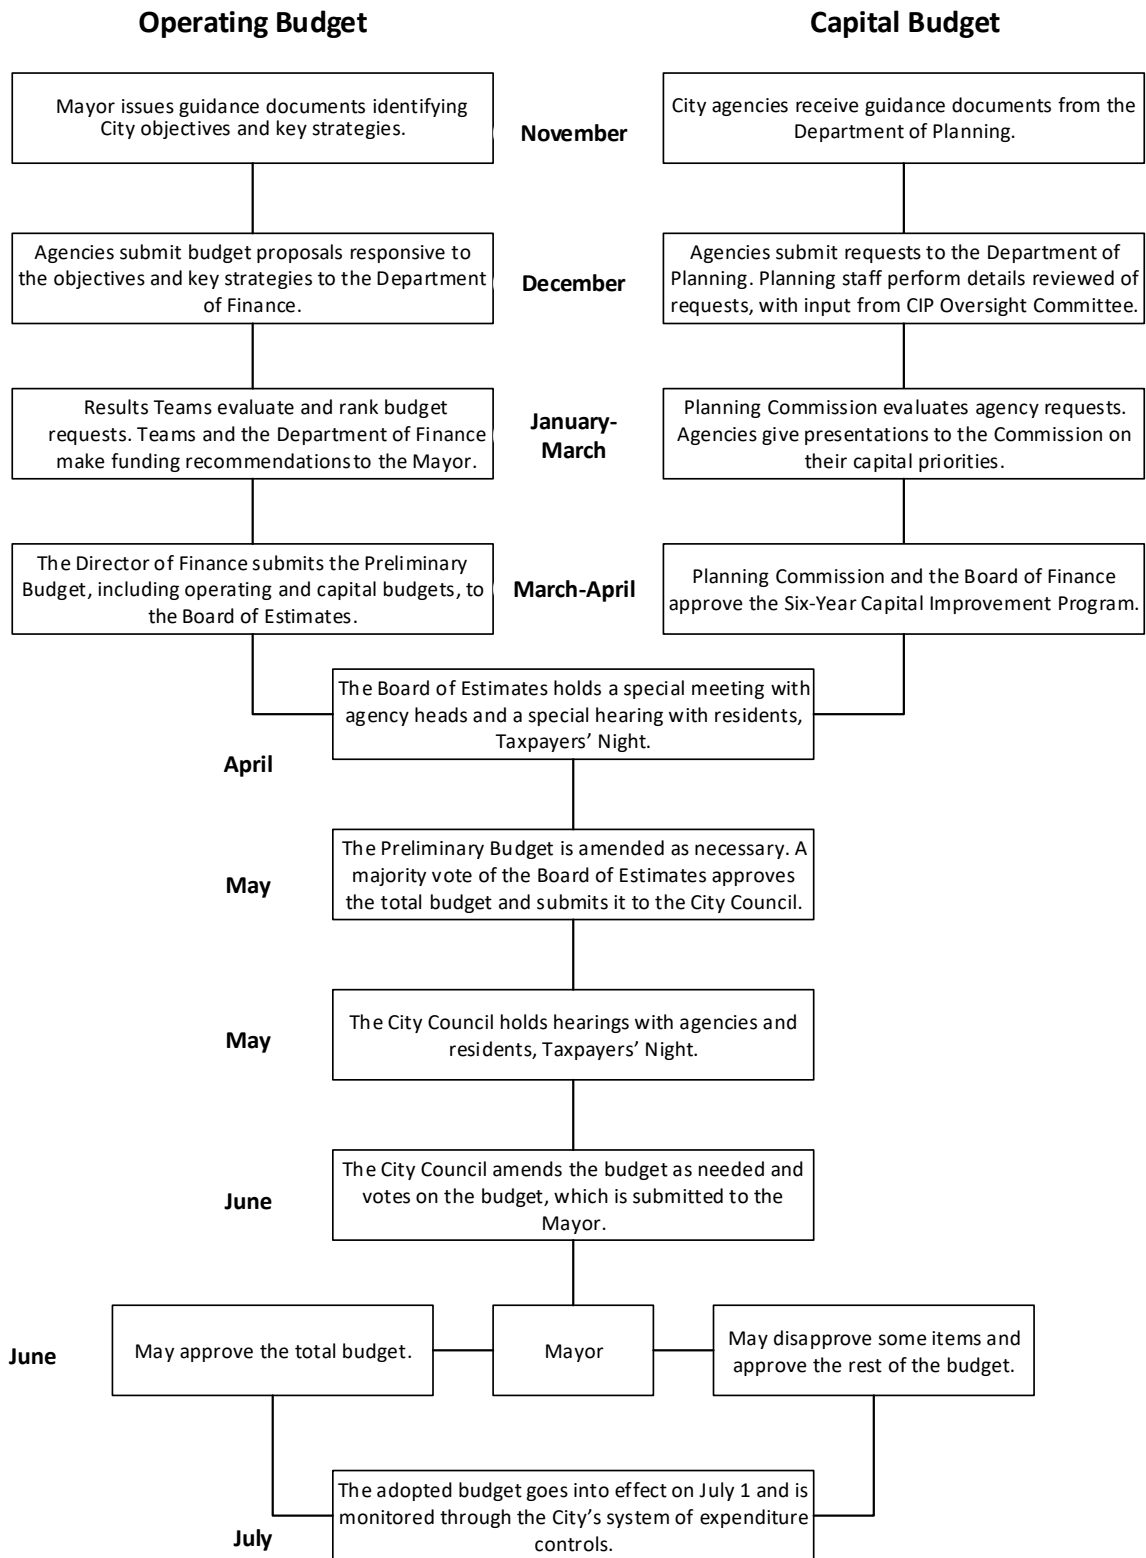 Operating Budget
Capital Budget
Mayor issues guidance documents identifying
City objectives and key strategies.
November
City agencies receive guidance documents from the
Department of Planning.
Agencies submit budget proposals responsive to
the objectives and key strategies to the Department
of Finance.
December
Agencies submit requests to the Department of
Planning. Planning staff perform details reviewed of
requests, with input from CIP Oversight Committee.
Results Teams evaluate and rank budget
requests. Teams and the Department of Finance
make funding recommendations to the Mayor.
January-
March
Planning Commission evaluates agency requests.
Agencies give presentations to the Commission on
their capital priorities.
The Director of Finance submits the Preliminary
Budget, including operating and capital budgets, to
the Board of Estimates.
March-April
Planning Commission and the Board of Finance
approve the Six-Year Capital Improvement Program.
The Board of Estimates holds a special meeting with
agency heads and a special hearing with residents,
Taxpayers’ Night.
April
The Preliminary Budget is amended as necessary. A
majority vote of the Board of Estimates approves
the total budget and submits it to the City Council.
May
The City Council holds hearings with agencies and
residents, Taxpayers’ Night.
May
The City Council amends the budget as needed and
votes on the budget, which is submitted to the
Mayor.
June
June
May approve the total budget.
Mayor
May disapprove some items and
approve the rest of the budget.
The adopted budget goes into effect on July 1 and is
monitored through the City’s system of expenditure
controls.
July